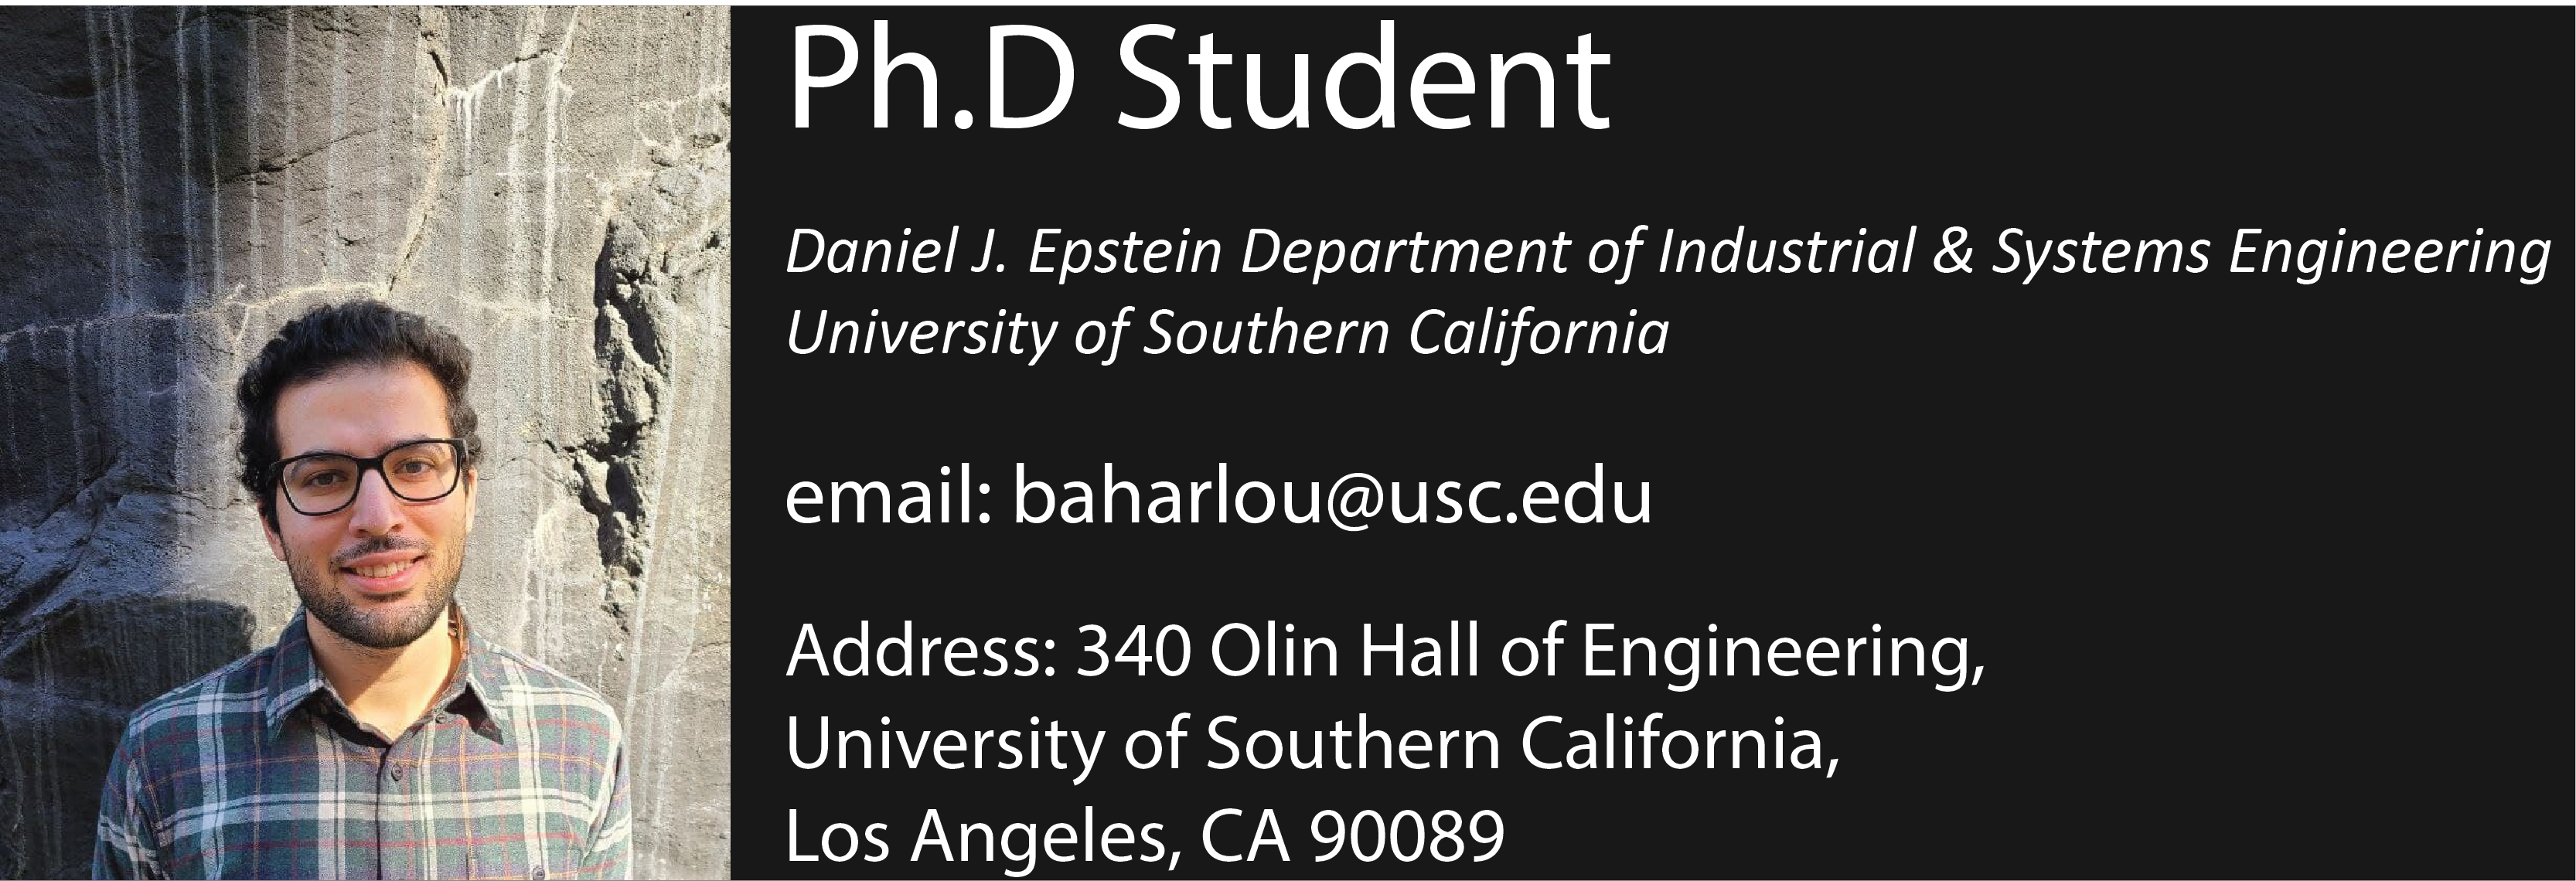 Ph.D Student
Daniel J. Epstein Department of Industrial & Systems Engineering
University of Southern California
email: baharlou@usc.edu
Address: 340 Olin Hall of Engineering,
University of Southern California,
Los Angeles, CA 90089